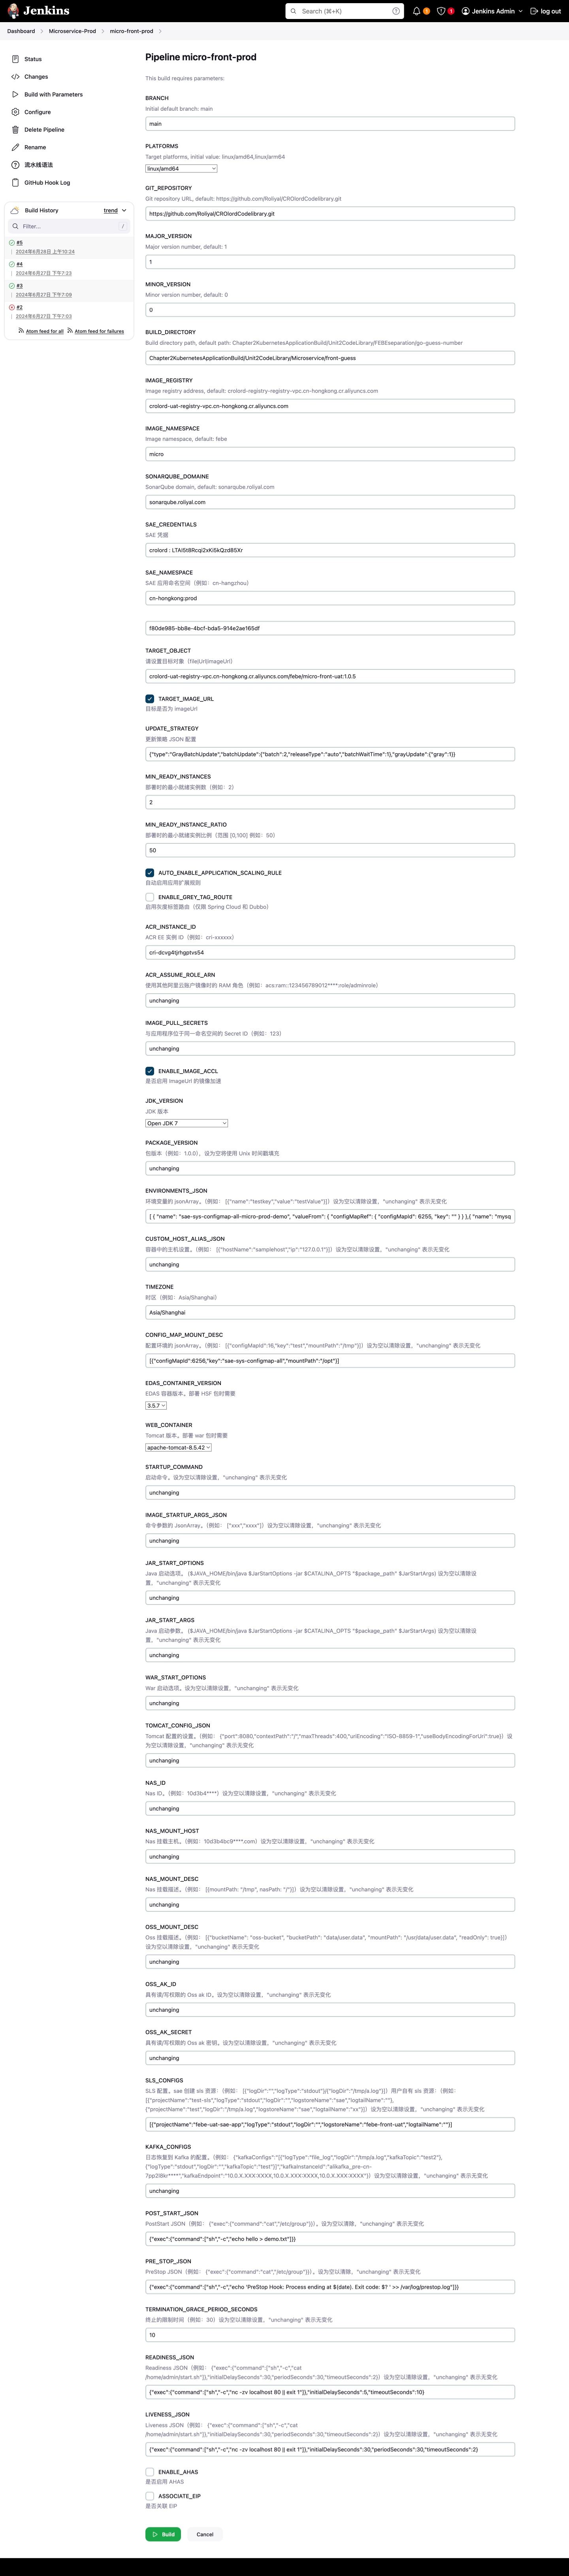 Jenkins
Search (⌘+K)
1
1
Jenkins Admin
log out
Dashboard
Microservice-Prod
micro-front-prod
Status
Changes
Build with Parameters
Configure
Delete Pipeline
Rename
流水线语法
GitHub Hook Log
Build History
trend
Filter...
/
#5
2024年6月28日 上午10:24
#4
2024年6月27日 下午7:23
#3
2024年6月27日 下午7:09
#2
2024年6月27日 下午7:03
Atom feed for all
Atom feed for failures
Pipeline micro-front-prod
This build requires parameters:
BRANCH
Initial default branch: main
main
PLATFORMS
Target platforms, initial value: linux/amd64,linux/arm64
linux/amd64
GIT_REPOSITORY
Git repository URL, default: https://github.com/Roliyal/CROlordCodelibrary.git
https://github.com/Roliyal/CROlordCodelibrary.git
MAJOR_VERSION
Major version number, default: 1
1
MINOR_VERSION
Minor version number, default: 0
0
BUILD_DIRECTORY
Build directory path, default path: Chapter2KubernetesApplicationBuild/Unit2CodeLibrary/FEBEseparation/go-guess-number
Chapter2KubernetesApplicationBuild/Unit2CodeLibrary/Microservice/front-guess
IMAGE_REGISTRY
Image registry address, default: crolord-registry-registry-vpc.cn-hongkong.cr.aliyuncs.com
crolord-uat-registry-vpc.cn-hongkong.cr.aliyuncs.com
IMAGE_NAMESPACE
Image namespace, default: febe
micro
SONARQUBE_DOMAINE
SonarQube domain, default: sonarqube.roliyal.com
sonarqube.roliyal.com
SAE_CREDENTIALS
SAE 凭据
crolord : LTAI5t8Rcqi2xKi5kQzd85Xr
SAE_NAMESPACE
SAE 应用命名空间（例如：cn-hangzhou）
cn-hongkong:prod
f80de985-bb8e-4bcf-bda5-914e2ae165df
TARGET_OBJECT
请设置目标对象（file|Url|imageUrl）
crolord-uat-registry-vpc.cn-hongkong.cr.aliyuncs.com/febe/micro-front-uat:1.0.5
TARGET_IMAGE_URL
目标是否为 imageUrl
UPDATE_STRATEGY
更新策略 JSON 配置
{"type":"GrayBatchUpdate","batchUpdate":{"batch":2,"releaseType":"auto","batchWaitTime":1},"grayUpdate":{"gray":1}}
MIN_READY_INSTANCES
部署时的最小就绪实例数（例如：2）
2
MIN_READY_INSTANCE_RATIO
部署时的最小就绪实例比例（范围 [0,100] 例如：50）
50
AUTO_ENABLE_APPLICATION_SCALING_RULE
自动启用应用扩展规则
ENABLE_GREY_TAG_ROUTE
启用灰度标签路由（仅限 Spring Cloud 和 Dubbo）
ACR_INSTANCE_ID
ACR EE 实例 ID（例如：cri-xxxxxx）
cri-dcvg4tjrhgptvs54
ACR_ASSUME_ROLE_ARN
使用其他阿里云账户镜像时的 RAM 角色（例如：acs:ram::123456789012****:role/adminrole）
unchanging
IMAGE_PULL_SECRETS
与应用程序位于同一命名空间的 Secret ID（例如：123）
unchanging
ENABLE_IMAGE_ACCL
是否启用 ImageUrl 的镜像加速
JDK_VERSION
JDK 版本
Open JDK 7
PACKAGE_VERSION
包版本（例如：1.0.0），设为空将使用 Unix 时间戳填充
unchanging
ENVIRONMENTS_JSON
环境变量的 jsonArray。（例如： [{"name":"testkey","value":"testValue"}]）设为空以清除设置，"unchanging" 表示无变化
[ { "name": "sae-sys-configmap-all-micro-prod-demo", "valueFrom": { "configMapRef": { "configMapId": 6255, "key": "" } } },{ "name": "mysq
CUSTOM_HOST_ALIAS_JSON
容器中的主机设置。（例如： [{"hostName":"samplehost","ip":"127.0.0.1"}]）设为空以清除设置，"unchanging" 表示无变化
unchanging
TIMEZONE
时区（例如：Asia/Shanghai）
Asia/Shanghai
CONFIG_MAP_MOUNT_DESC
配置环境的 jsonArray。（例如： [{"configMapId":16,"key":"test","mountPath":"/tmp"}]）设为空以清除设置，"unchanging" 表示无变化
[{"configMapId":6256,"key":"sae-sys-configmap-all","mountPath":"/opt"}]
EDAS_CONTAINER_VERSION
EDAS 容器版本，部署 HSF 包时需要
3.5.7
WEB_CONTAINER
Tomcat 版本，部署 war 包时需要
apache-tomcat-8.5.42
STARTUP_COMMAND
启动命令。设为空以清除设置，"unchanging" 表示无变化
unchanging
IMAGE_STARTUP_ARGS_JSON
命令参数的 JsonArray。（例如： ["xxx","xxxx"]）设为空以清除设置，"unchanging" 表示无变化
unchanging
JAR_START_OPTIONS
Java 启动选项。 ($JAVA_HOME/bin/java $JarStartOptions -jar $CATALINA_OPTS "$package_path" $JarStartArgs) 设为空以清除设
置，"unchanging" 表示无变化
unchanging
JAR_START_ARGS
Java 启动参数。 ($JAVA_HOME/bin/java $JarStartOptions -jar $CATALINA_OPTS "$package_path" $JarStartArgs) 设为空以清除设
置，"unchanging" 表示无变化
unchanging
WAR_START_OPTIONS
War 启动选项。设为空以清除设置，"unchanging" 表示无变化
unchanging
TOMCAT_CONFIG_JSON
Tomcat 配置的设置。（例如： {"port":8080,"contextPath":"/","maxThreads":400,"uriEncoding":"ISO-8859-1","useBodyEncodingForUri":true}）设
为空以清除设置，"unchanging" 表示无变化
unchanging
NAS_ID
Nas ID。（例如：10d3b4****）设为空以清除设置，"unchanging" 表示无变化
unchanging
NAS_MOUNT_HOST
Nas 挂载主机。（例如：10d3b4bc9****.com）设为空以清除设置，"unchanging" 表示无变化
unchanging
NAS_MOUNT_DESC
Nas 挂载描述。（例如： [{mountPath: "/tmp", nasPath: "/"}]）设为空以清除设置，"unchanging" 表示无变化
unchanging
OSS_MOUNT_DESC
Oss 挂载描述。（例如： [{"bucketName": "oss-bucket", "bucketPath": "data/user.data", "mountPath": "/usr/data/user.data", "readOnly": true}]）
设为空以清除设置，"unchanging" 表示无变化
unchanging
OSS_AK_ID
具有读/写权限的 Oss ak ID。设为空以清除设置，"unchanging" 表示无变化
unchanging
OSS_AK_SECRET
具有读/写权限的 Oss ak 密钥。设为空以清除设置，"unchanging" 表示无变化
unchanging
SLS_CONFIGS
SLS 配置。sae 创建 sls 资源:（例如： [{"logDir":"","logType":"stdout"}{"logDir":"/tmp/a.log"}]）用户自有 sls 资源:（例如:
[{"projectName":"test-sls","logType":"stdout","logDir":"","logstoreName":"sae","logtailName":""},
{"projectName":"test","logDir":"/tmp/a.log","logstoreName":"sae","logtailName":"xx"}]）设为空以清除设置，"unchanging" 表示无变化
[{"projectName":"febe-uat-sae-app","logType":"stdout","logDir":"","logstoreName":"febe-front-uat","logtailName":""}]
KAFKA_CONFIGS
日志恢复到 Kafka 的配置。（例如： {"kafkaConfigs":"[{"logType":"file_log","logDir":"/tmp/a.log","kafkaTopic":"test2"},
{"logType":"stdout","logDir":"","kafkaTopic":"test"}]","kafkaInstanceId":"alikafka_pre-cn-
7pp2l8kr****","kafkaEndpoint":"10.0.X.XXX:XXXX,10.0.X.XXX:XXXX,10.0.X.XXX:XXXX"}）设为空以清除设置，"unchanging" 表示无变化
unchanging
POST_START_JSON
PostStart JSON（例如： {"exec":{"command":"cat","/etc/group"}}）。设为空以清除，"unchanging" 表示无变化
{"exec":{"command":["sh","-c","echo hello > demo.txt"]}}
PRE_STOP_JSON
PreStop JSON（例如： {"exec":{"command":"cat","/etc/group"}}）。设为空以清除，"unchanging" 表示无变化
{"exec":{"command":["sh","-c","echo 'PreStop Hook: Process ending at $(date). Exit code: $? ' >> /var/log/prestop.log"]}}
TERMINATION_GRACE_PERIOD_SECONDS
终止的限制时间（例如：30）设为空以清除设置，"unchanging" 表示无变化
10
READINESS_JSON
Readiness JSON（例如： {"exec":{"command":["sh","-c","cat
/home/admin/start.sh"]},"initialDelaySeconds":30,"periodSeconds":30,"timeoutSeconds":2}）设为空以清除设置，"unchanging" 表示无变化
{"exec":{"command":["sh","-c","nc -zv localhost 80 || exit 1"]},"initialDelaySeconds":5,"timeoutSeconds":10}
LIVENESS_JSON
Liveness JSON（例如： {"exec":{"command":["sh","-c","cat
/home/admin/start.sh"]},"initialDelaySeconds":30,"periodSeconds":30,"timeoutSeconds":2}）设为空以清除设置，"unchanging" 表示无变化
{"exec":{"command":["sh","-c","nc -zv localhost 80 || exit 1"]},"initialDelaySeconds":30,"periodSeconds":30,"timeoutSeconds":2}
ENABLE_AHAS
是否启用 AHAS
ASSOCIATE_EIP
是否关联 EIP
Build
Cancel